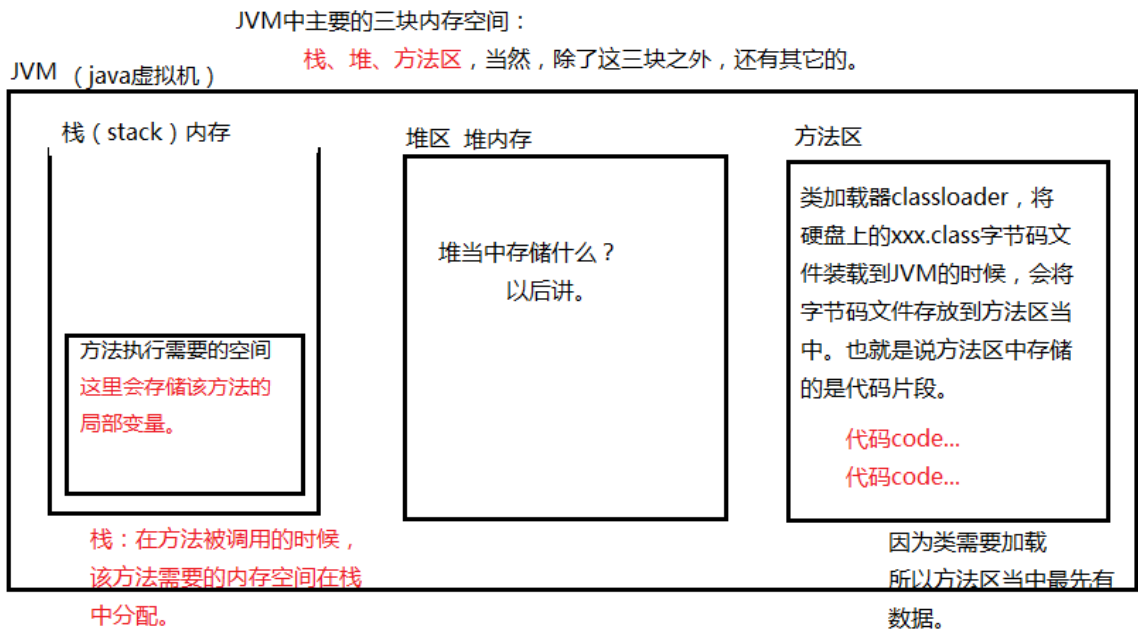 JVM中主要的三块内存空间：
栈、堆、方法区，当然，除了这三块之外，还有其它的。
JVM （java虚拟机）
栈（stack）内存
方法执行需要的空间
这里会存储该方法的
局部变量。
栈：在方法被调用的时候，
该方法需要的内存空间在栈
中分配。
堆区 堆内存
堆当中存储什么？
以后讲。
方法区
类加载器classloader，将
硬盘上的xxx.class字节码文
件装载到JVM的时候，会将
字节码文件存放到方法区当
中。也就是说方法区中存储
的是代码片段。
代码code...
代码code...
因为类需要加载
所以方法区当中最先有
数据。